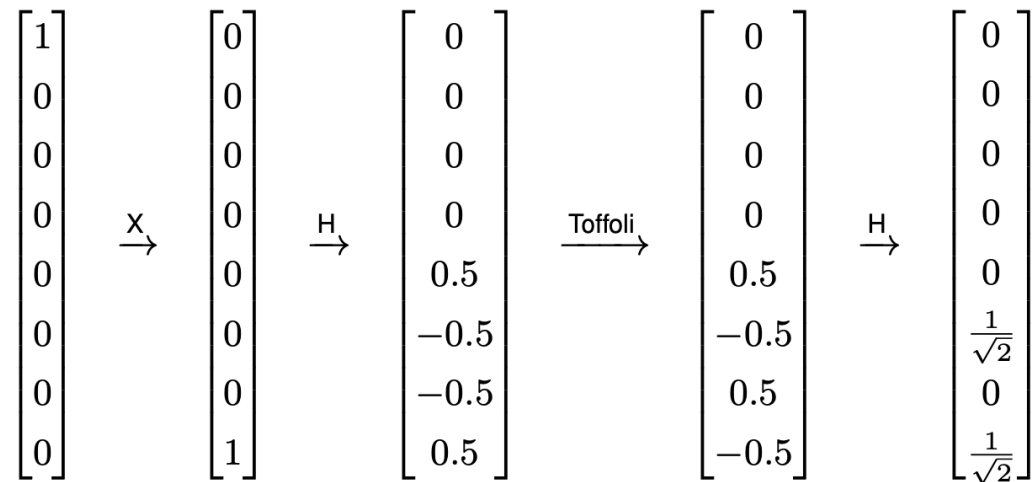 1 0 0 0 0
0 0 0 0 0
0 0 0 0 0
0 X→ 0 H→ 0 Toffoli→ 0 H→ 0
0 0 0.5 0.5 0
0 0 −0.5 −0.5 1/√2
0 0 −0.5 0.5 0
0 1 0.5 −0.5 1/√2